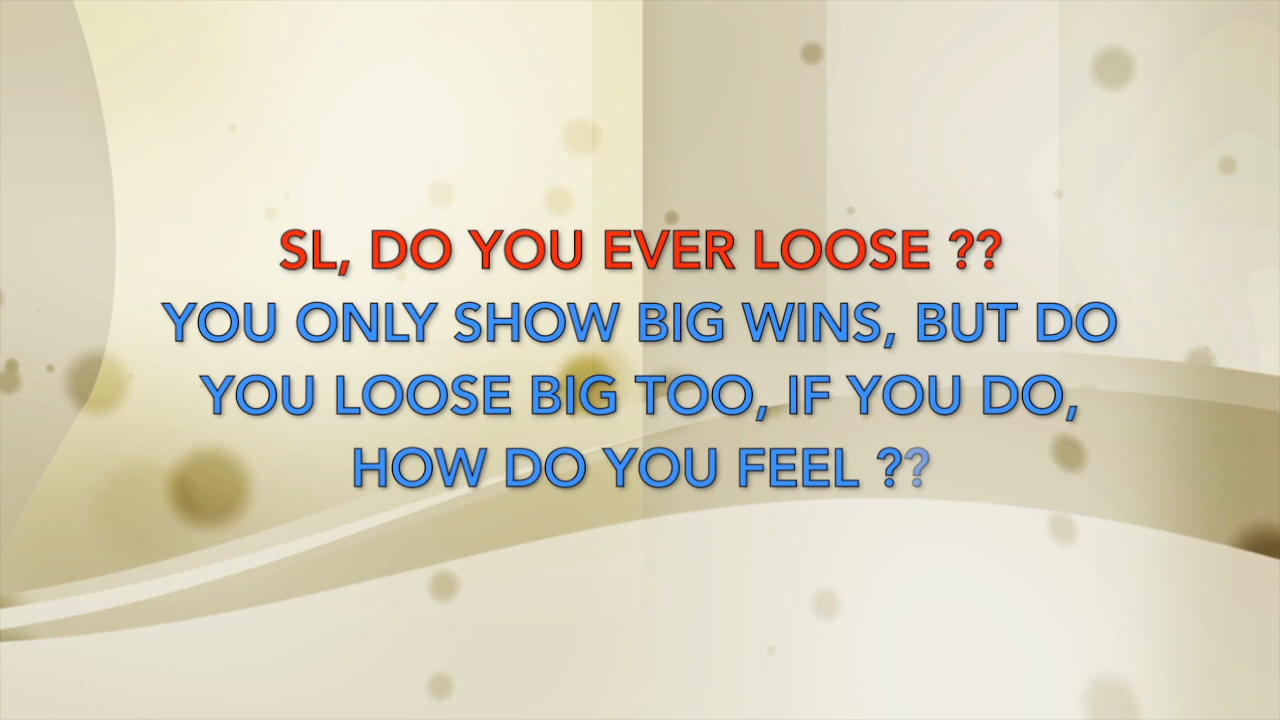 SL, DO YOU EVER LOOSE ??
YOU ONLY SHOW BIG WINS, BUT DO
YOU LOOSE BIG TOO, IF YOU DO,
HOW DO YOU FEEL ??